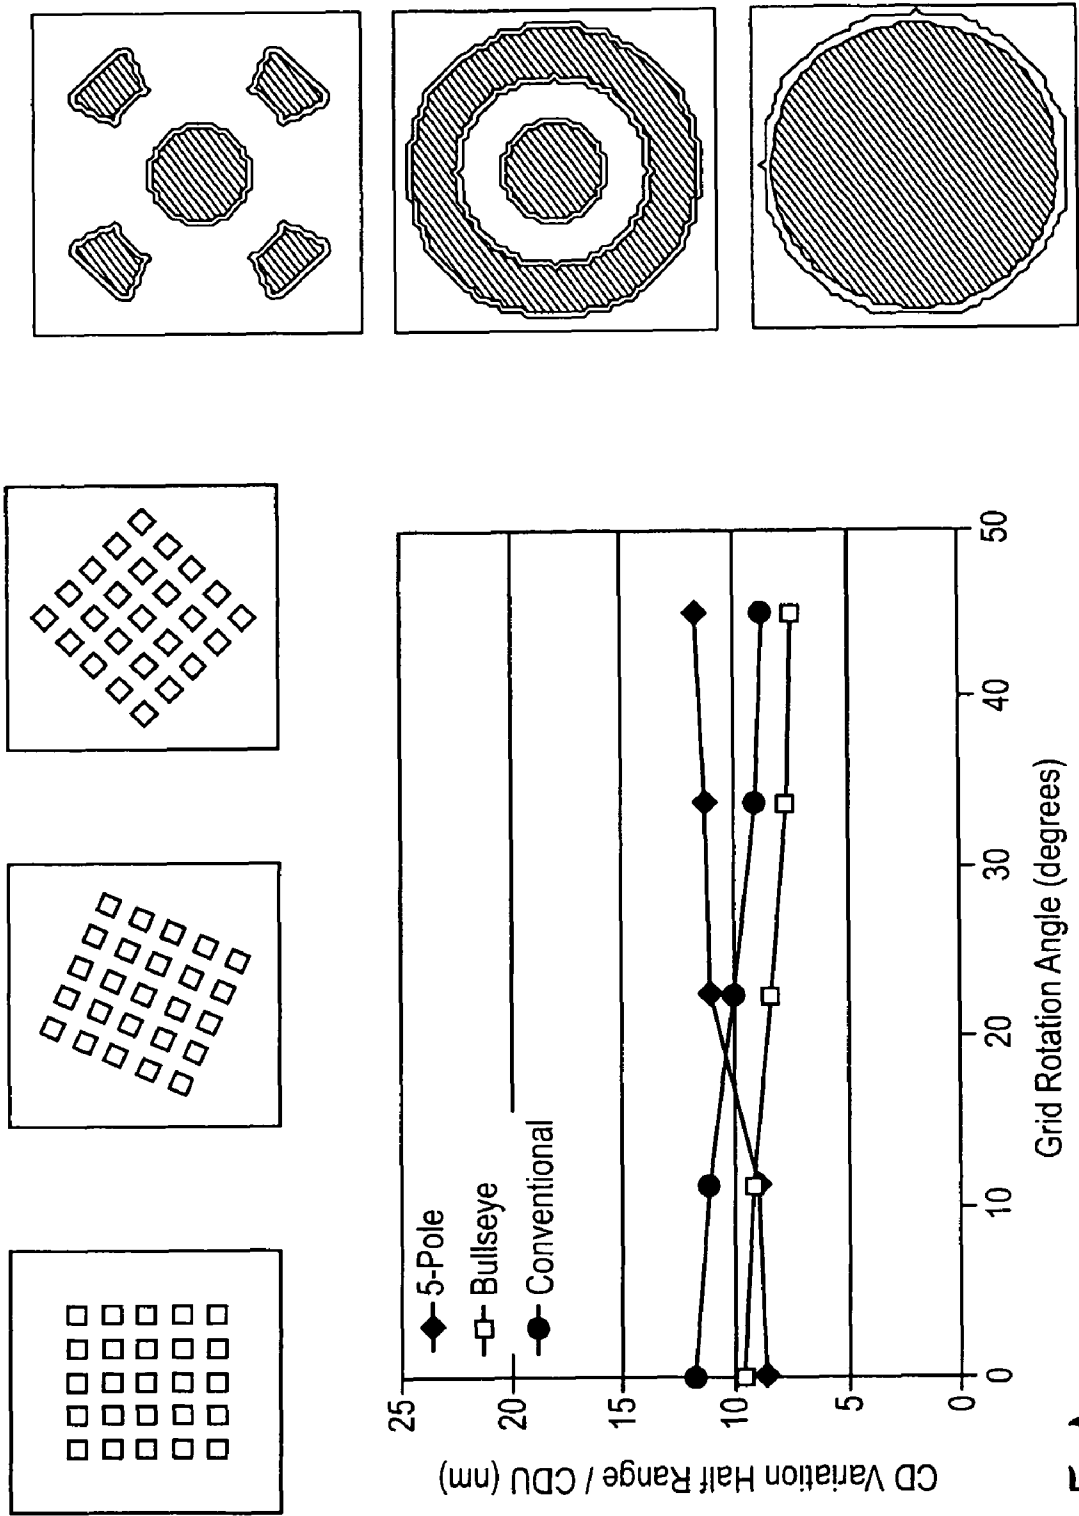 25
20
15
10
5
0
CD Variation Half Range / CDU (nm)
5-Pole
Bullseye
Conventional
0
10
20
30
40
50
Grid Rotation Angle (degrees)